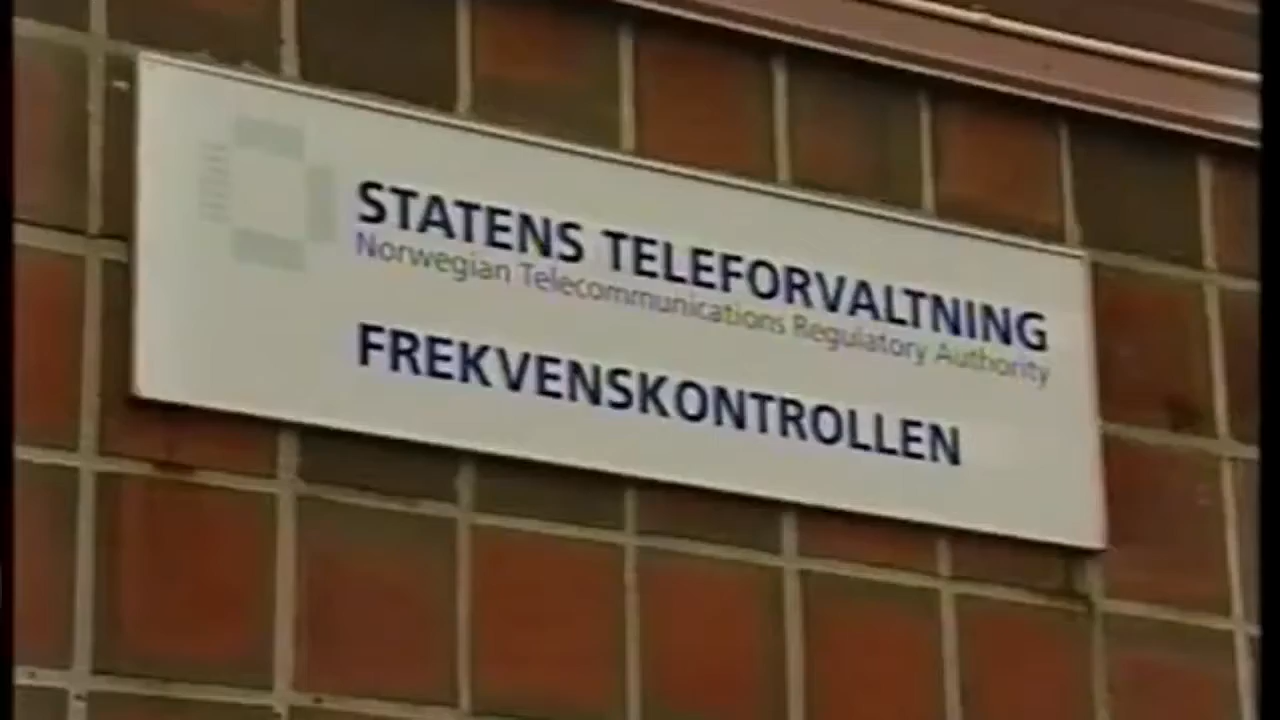 STATENS TELEFORVALTNING
Norwegian Telecommunications Regulatory Authority
FREKVENSKONTROLLEN